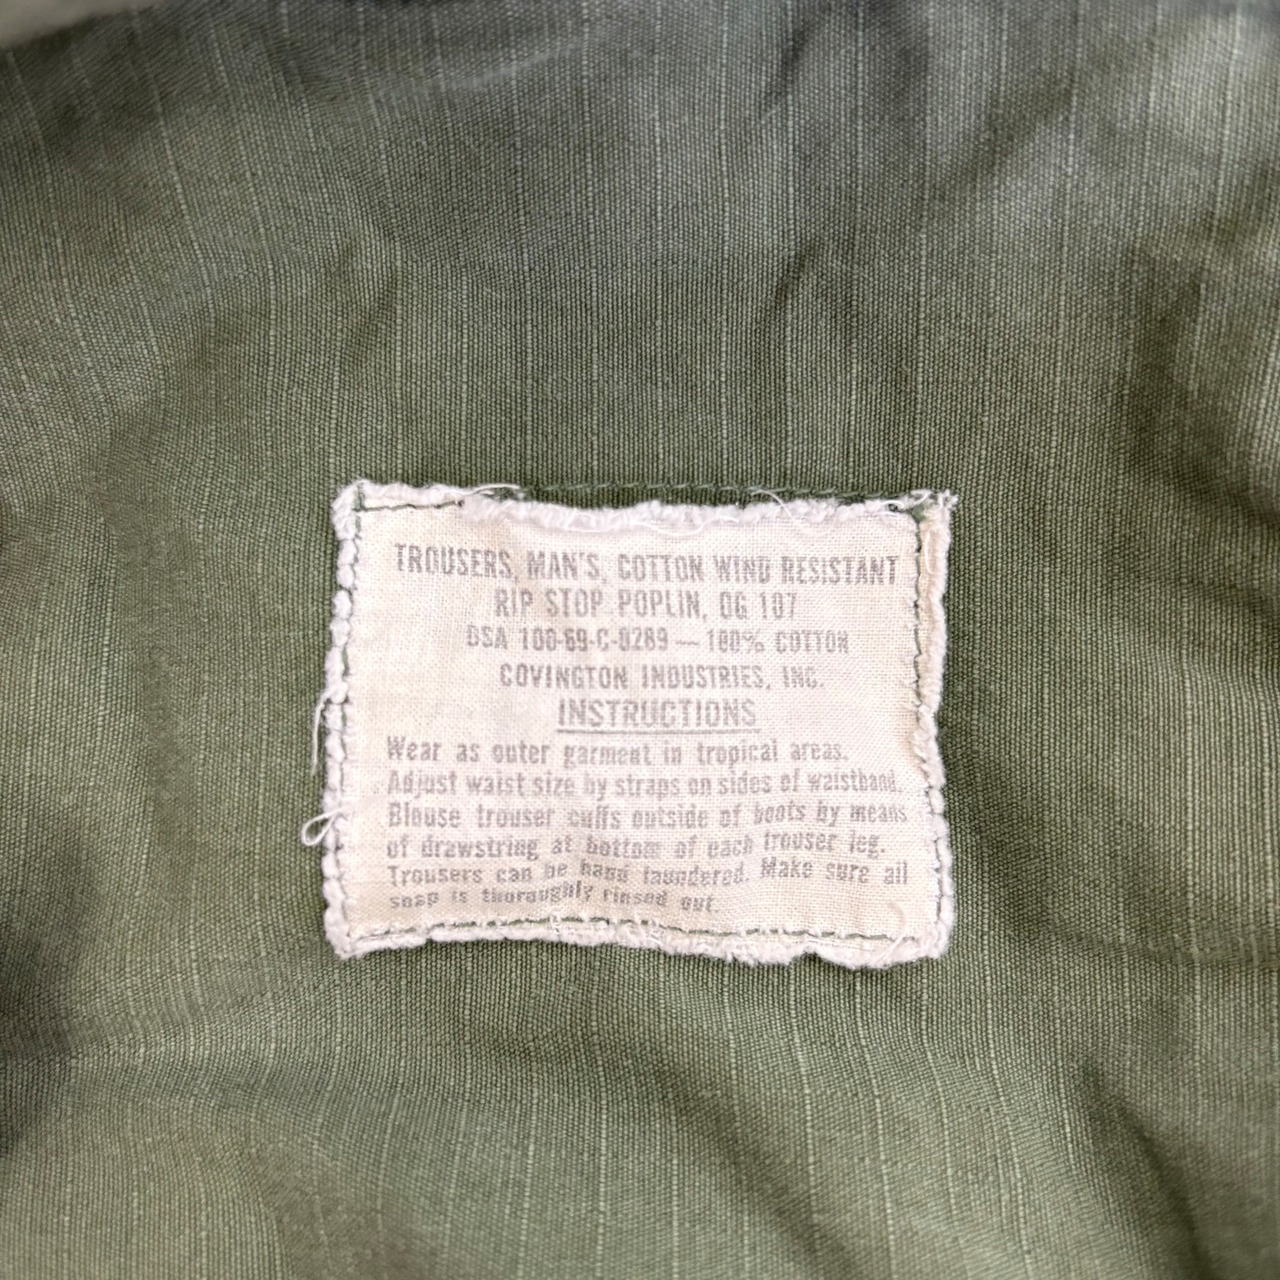 TROUSERS, MAN'S, COTTON WIND RESISTANT
RIP STOP POPLIN, OG 107
DSA 100-69-C-0289 — 100% COTTON
COVINGTON INDUSTRIES, INC.
INSTRUCTIONS
Wear as outer garment in tropical areas.
Adjust waist size by straps on sides of waistband.
Blouse trouser cuffs outside of boots by means
of drawstring at bottom of each trouser leg.
Trousers can be hand laundered. Make sure all
soap is thoroughly rinsed out.